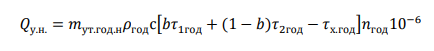 Qу.н. = mут.год.нρгодc[bτ1год + (1 − b)τ2год − τх.год]nгод10⁻⁶